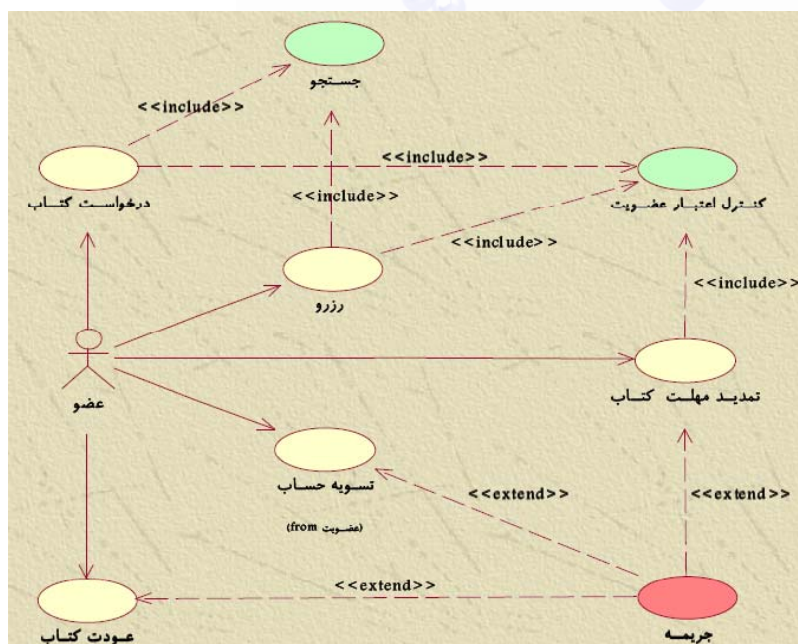 جستجو
<<include>>
<<include>>
<<include>>
درخواست کتاب
کنترل اعتبار عضویت
<<include>>
رزرو
<<include>>
عضو
تمدید مهلت کتاب
تسویه حساب
<<extend>>
<<extend>>
(from عضویت)
<<extend>>
عودت کتاب
جریمه